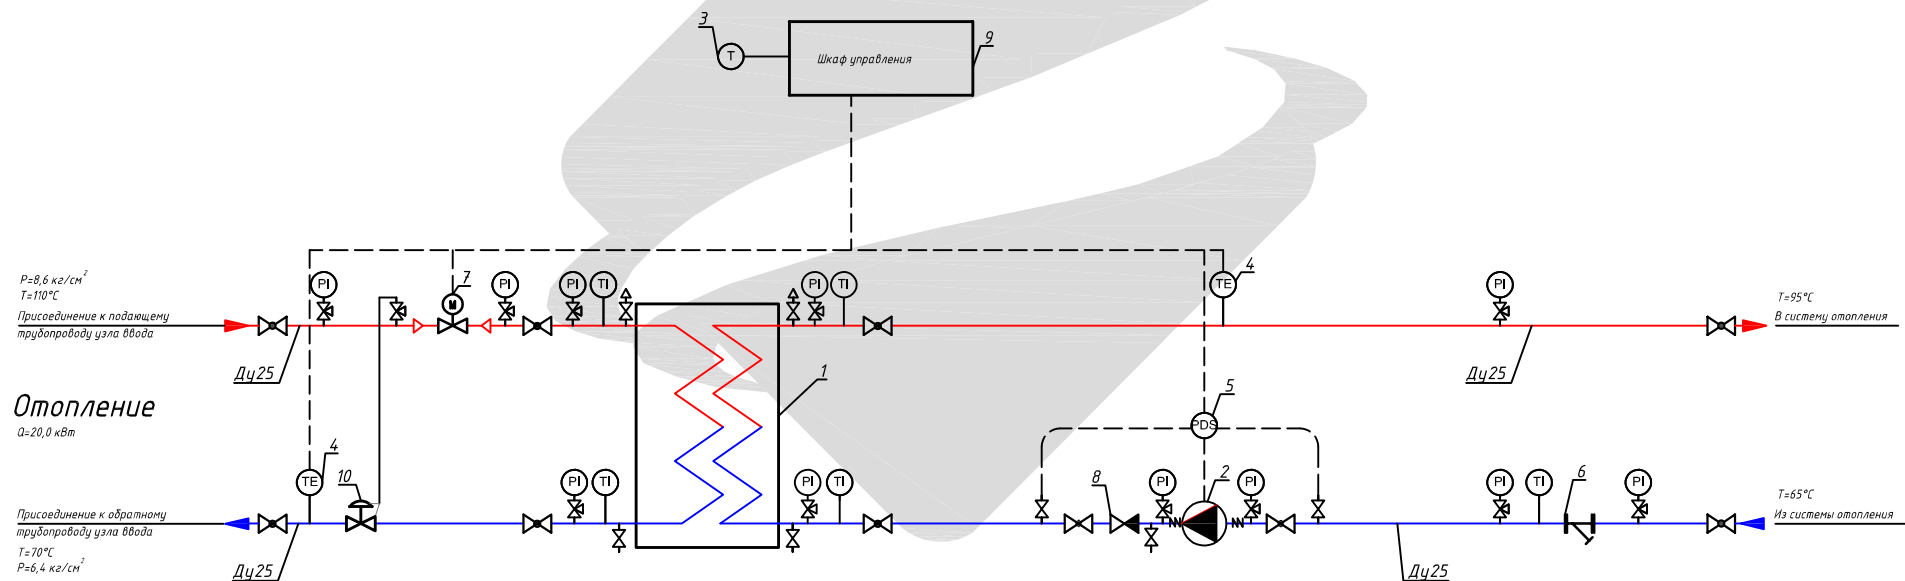 3
T
Шкаф управления
9
P=8,6 кг/см²
T=110°C
Присоединение к подающему
трубопроводу узла ввода
PI
7
M
PI
PI
TI
PI
TI
TE
4
PI
T=95°C
В систему отопления
Ду25
1
Ду25
Отопление
Q=20,0 кВт
5
PDS
4
TE
10
PI
TI
PI
TI
8
PI
2
PI
PI
TI
6
PI
T=65°C
Из системы отопления
Присоединение к обратному
трубопроводу узла ввода
T=70°C
P=6,4 кг/см²
Ду25
Ду25